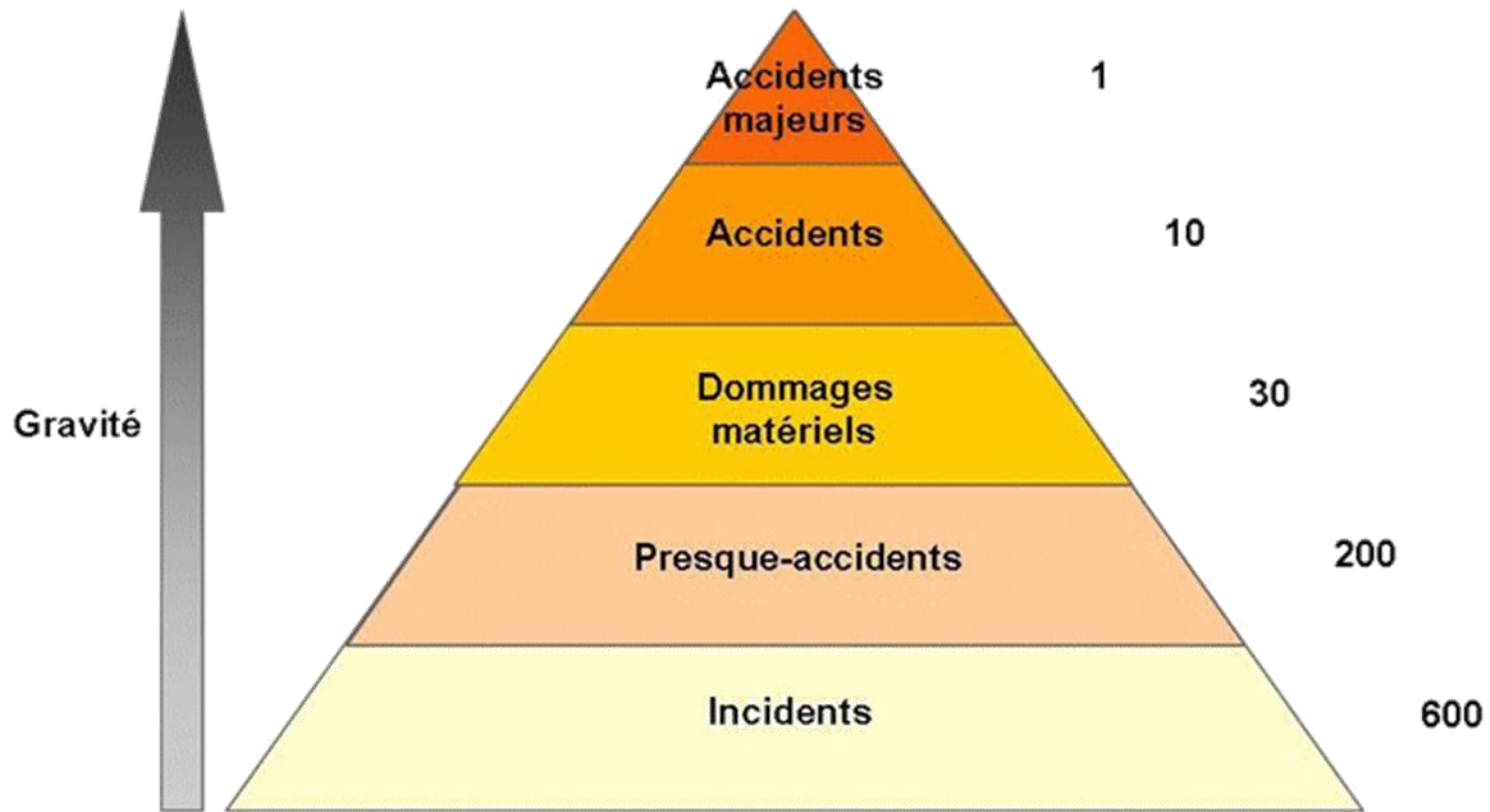 Accidents
majeurs
1
Accidents
10
Dommages
matériels
30
Gravité
Presque-accidents
200
Incidents
600